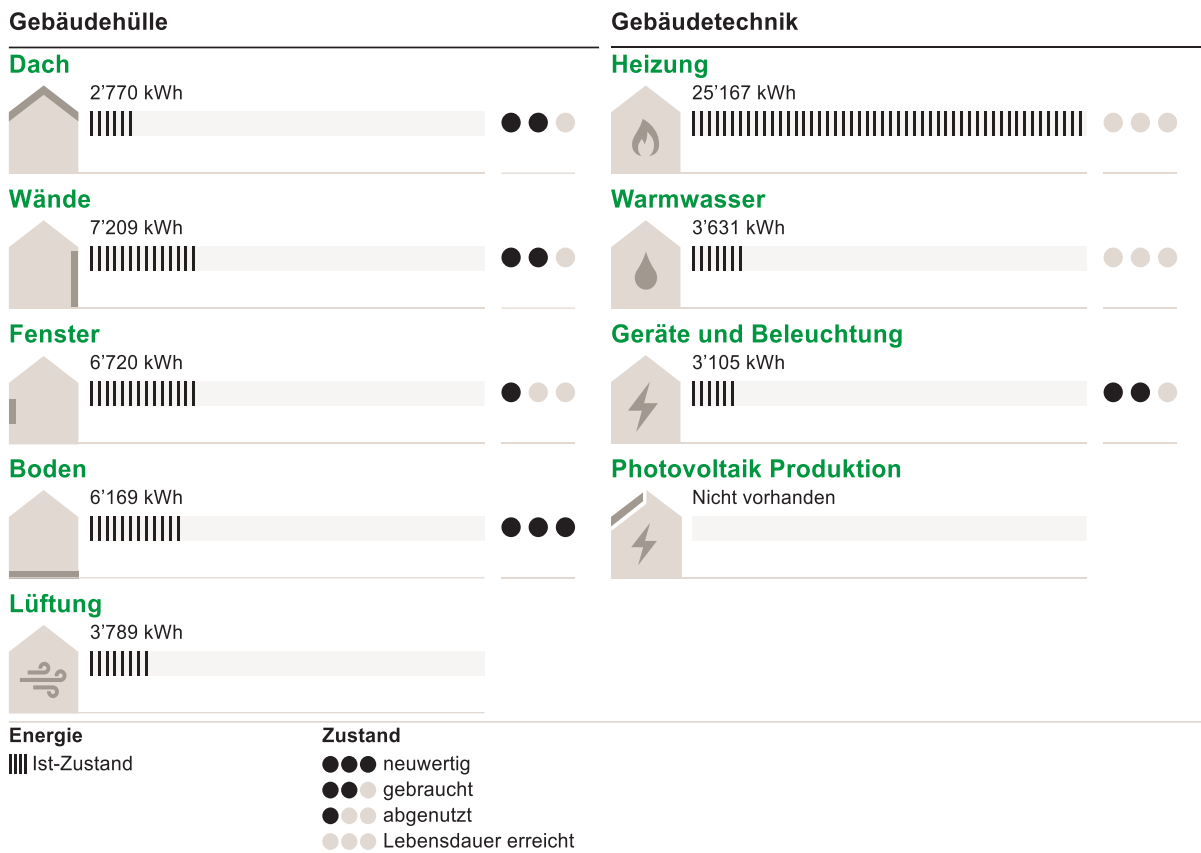 Gebäudehülle
Dach
2’770 kWh
Wände
7’209 kWh
Fenster
6’720 kWh
Boden
6’169 kWh
Lüftung
3’789 kWh
Gebäudetechnik
Heizung
25’167 kWh
Warmwasser
3’631 kWh
Geräte und Beleuchtung
3’105 kWh
Photovoltaik Produktion
Nicht vorhanden
Energie
Ist-Zustand
Zustand
neuwertig
gebraucht
abgenutzt
Lebensdauer erreicht